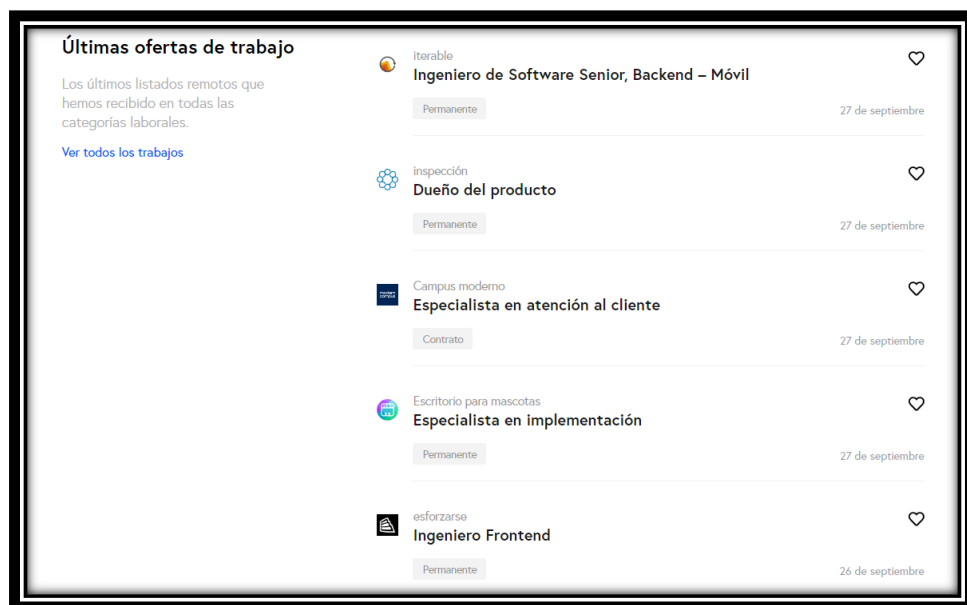 Últimas ofertas de trabajo
Los últimos listados remotos que
hemos recibido en todas las
categorías laborales.
Ver todos los trabajos
iterable
Ingeniero de Software Senior, Backend – Móvil
Permanente
27 de septiembre
inspección
Dueño del producto
Permanente
27 de septiembre
modern
campus
Campus moderno
Especialista en atención al cliente
Contrato
27 de septiembre
Escritorio para mascotas
Especialista en implementación
Permanente
27 de septiembre
esforzarse
Ingeniero Frontend
Permanente
26 de septiembre